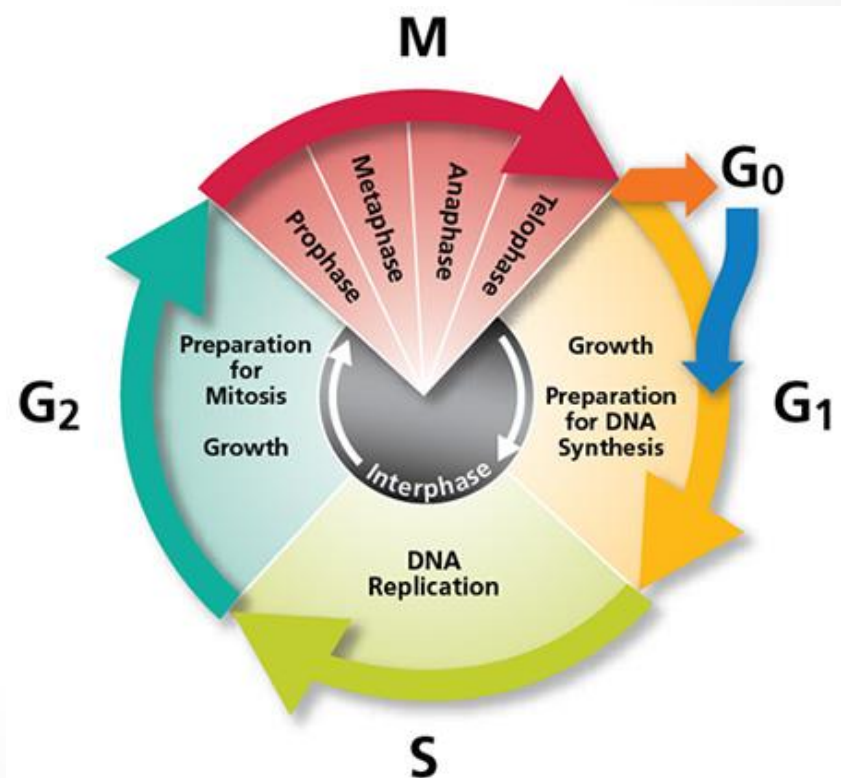 M
G₀
Prophase
Metaphase
Anaphase
Telophase
Preparation
for
Mitosis
Growth
G₂
Growth
Preparation
for DNA
Synthesis
G₁
Interphase
DNA
Replication
S